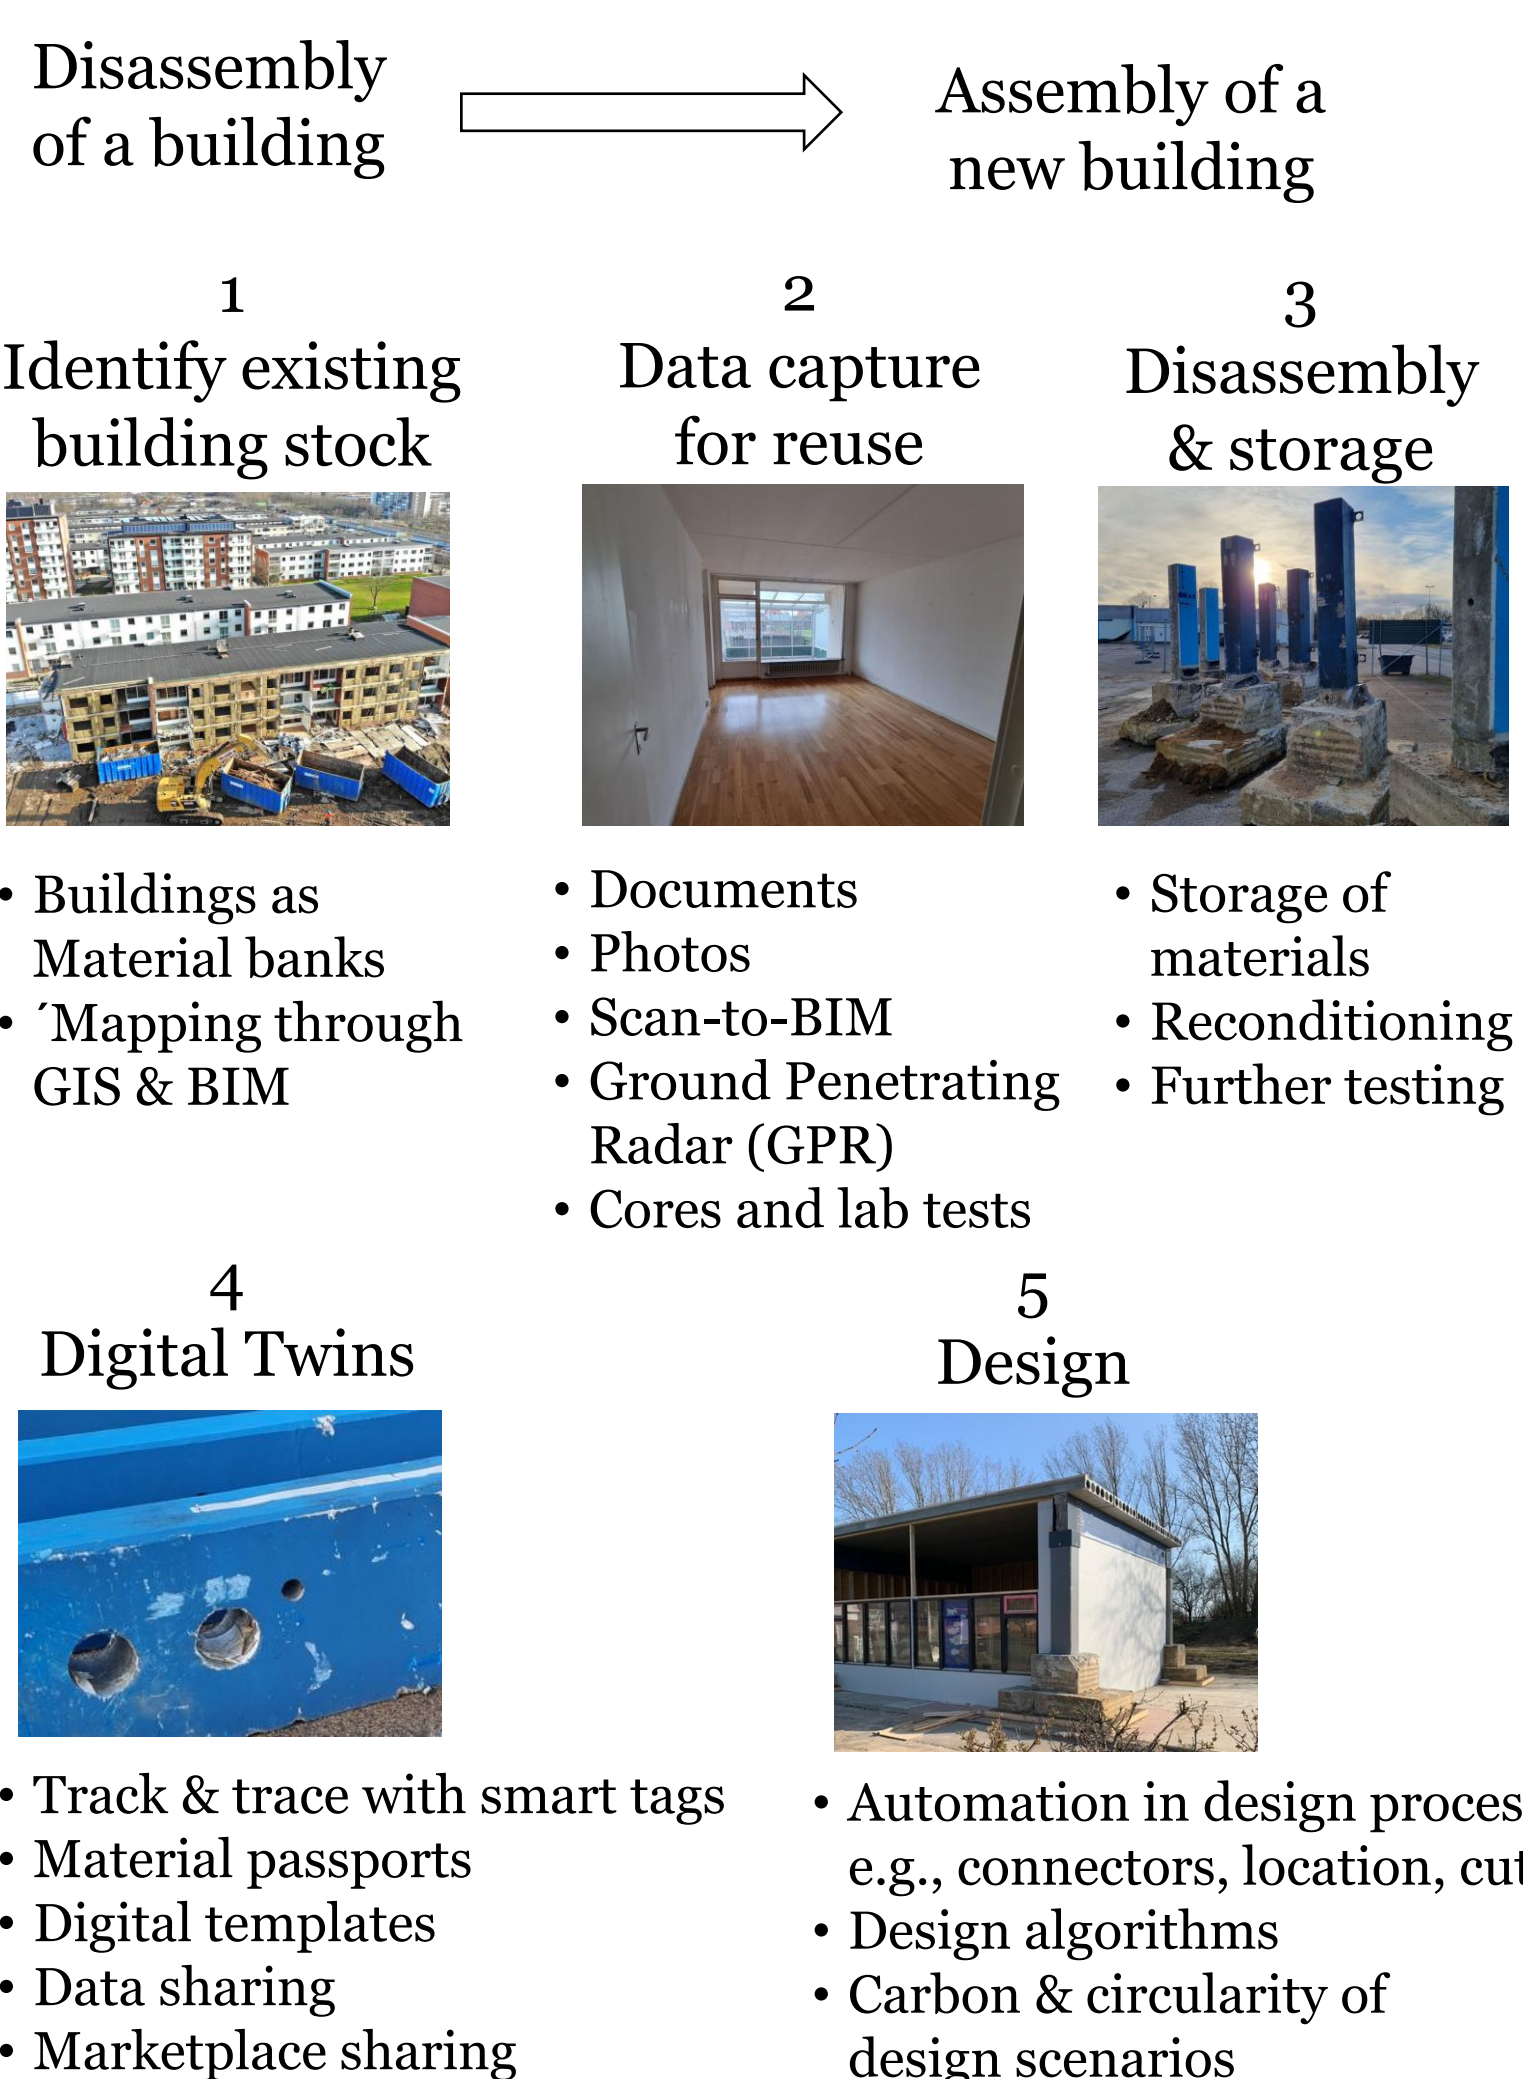 Disassembly
of a building
Assembly of a
new building
1
Identify existing
building stock
2
Data capture
for reuse
3
Disassembly
& storage
• Buildings as
Material banks
• ´Mapping through
GIS & BIM
• Documents
• Photos
• Scan-to-BIM
• Ground Penetrating
Radar (GPR)
• Cores and lab tests
• Storage of
materials
• Reconditioning
• Further testing
4
Digital Twins
5
Design
• Track & trace with smart tags
• Material passports
• Digital templates
• Data sharing
• Marketplace sharing
• Automation in design proces
e.g., connectors, location, cut
• Design algorithms
• Carbon & circularity of
design scenarios